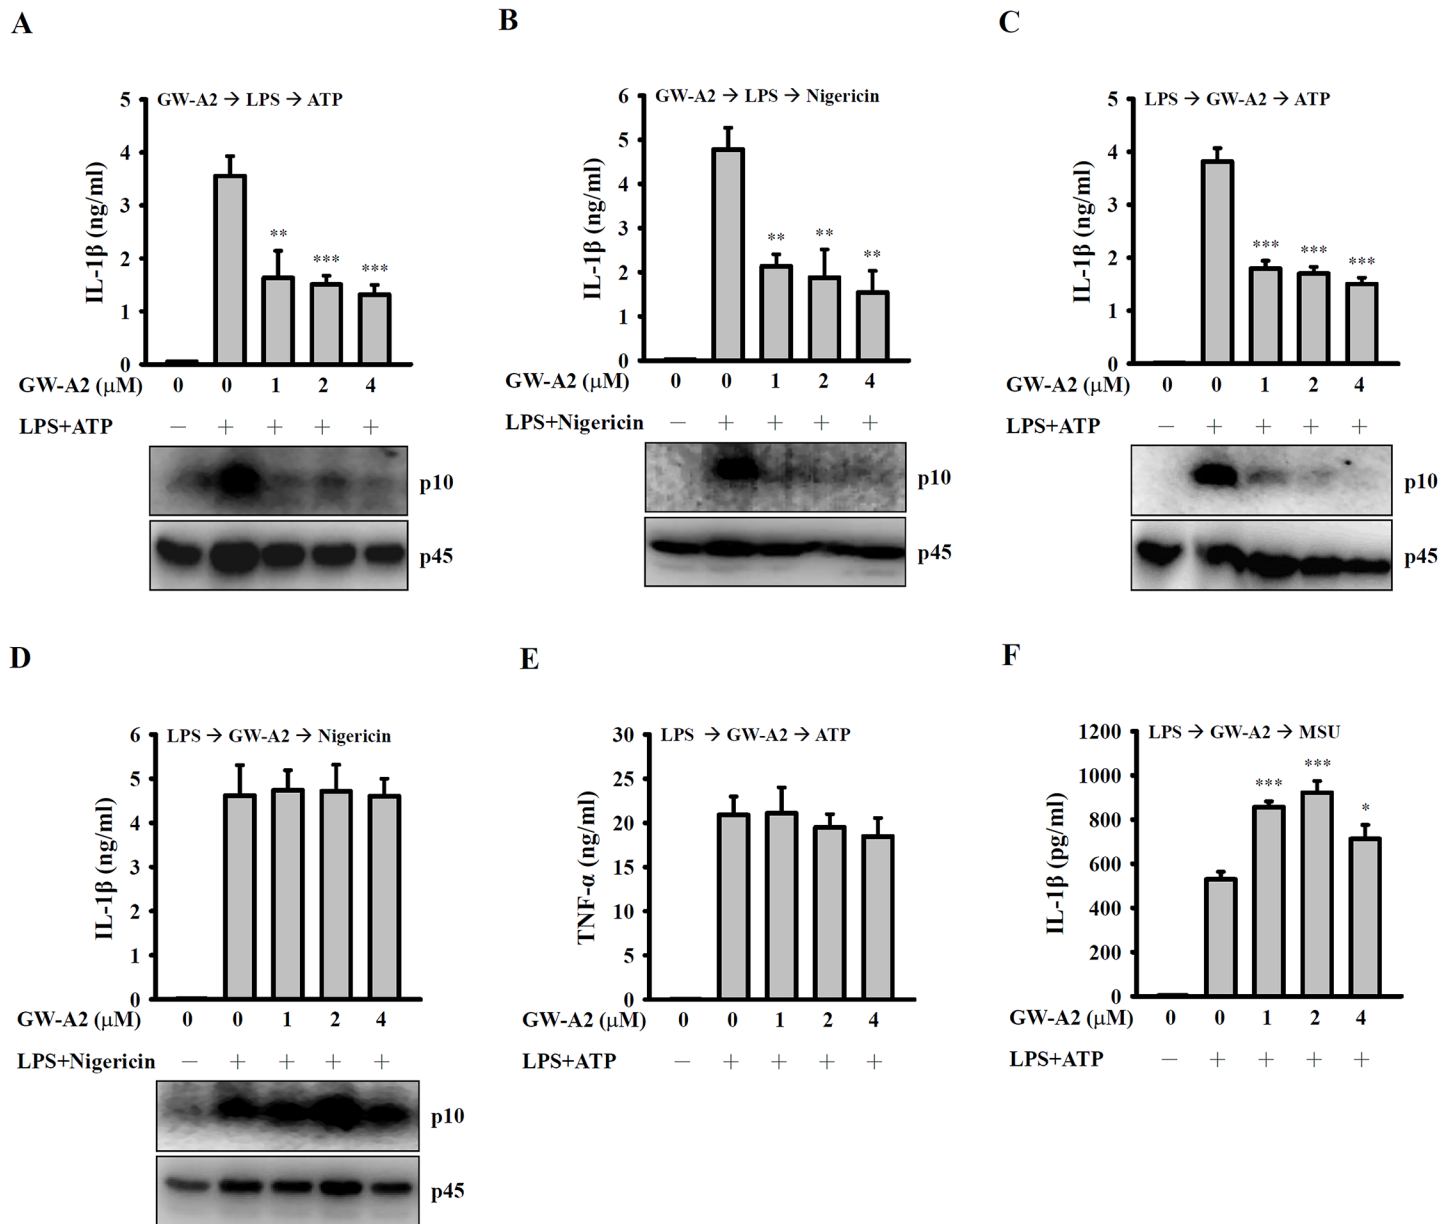 A
GW-A2 → LPS → ATP
IL-1β (ng/ml)
5
4
3
2
1
0
** *** ***
GW-A2 (μM) 0 0 1 2 4
LPS+ATP − + + + +
p10
p45
B
GW-A2 → LPS → Nigericin
IL-1β (ng/ml)
6
5
4
3
2
1
0
** ** **
GW-A2 (μM) 0 0 1 2 4
LPS+Nigericin − + + + +
p10
p45
C
LPS → GW-A2 → ATP
IL-1β (ng/ml)
5
4
3
2
1
0
*** *** ***
GW-A2 (μM) 0 0 1 2 4
LPS+ATP − + + + +
p10
p45
D
LPS → GW-A2 → Nigericin
IL-1β (ng/ml)
6
5
4
3
2
1
0
GW-A2 (μM) 0 0 1 2 4
LPS+Nigericin − + + + +
p10
p45
E
LPS → GW-A2 → ATP
TNF-α (ng/ml)
30
25
20
15
10
5
0
GW-A2 (μM) 0 0 1 2 4
LPS+ATP − + + + +
F
LPS → GW-A2 → MSU
IL-1β (pg/ml)
1200
1000
800
600
400
200
0
*** *** *
GW-A2 (μM) 0 0 1 2 4
LPS+ATP − + + + +